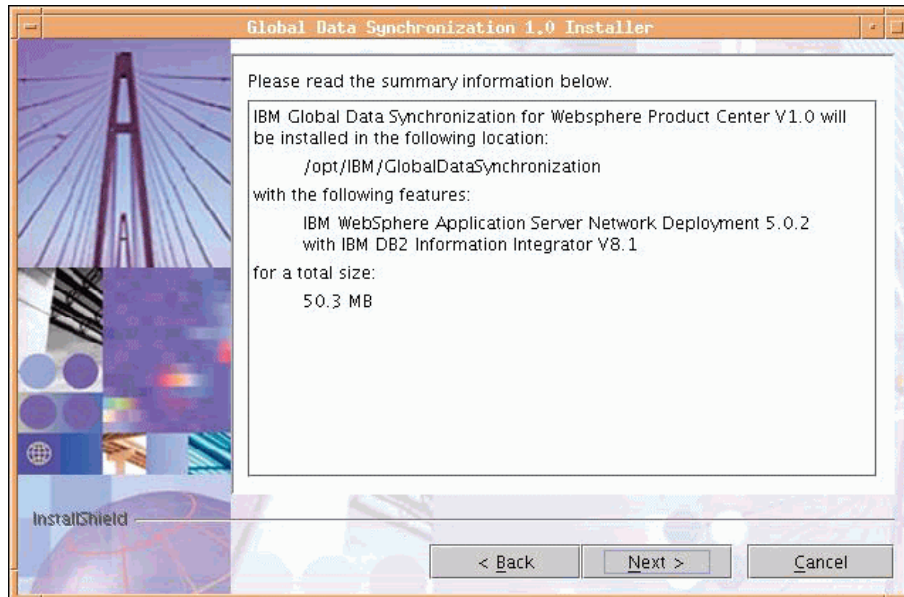 Global Data Synchronization 1.0 Installer
Please read the summary information below.
IBM Global Data Synchronization for Websphere Product Center V1.0 will
be installed in the following location:
/opt/IBM/GlobalDataSynchronization
with the following features:
IBM WebSphere Application Server Network Deployment 5.0.2
with IBM DB2 Information Integrator V8.1
for a total size:
50.3 MB
InstallShield
< Back
Next >
Cancel